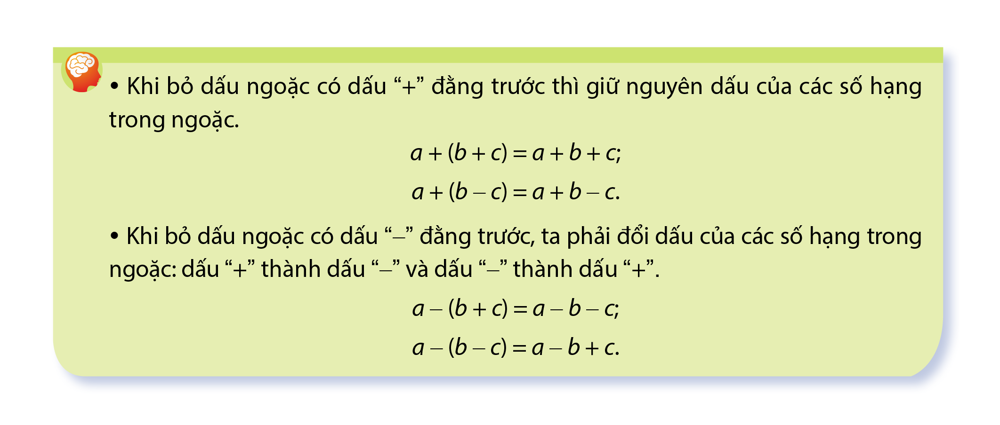 • Khi bỏ dấu ngoặc có dấu “+” đằng trước thì giữ nguyên dấu của các số hạng
trong ngoặc.
a + (b + c) = a + b + c;
a + (b – c) = a + b – c.
• Khi bỏ dấu ngoặc có dấu “–” đằng trước, ta phải đổi dấu của các số hạng trong
ngoặc: dấu “+” thành dấu “–” và dấu “–” thành dấu “+”.
a – (b + c) = a – b – c;
a – (b – c) = a – b + c.